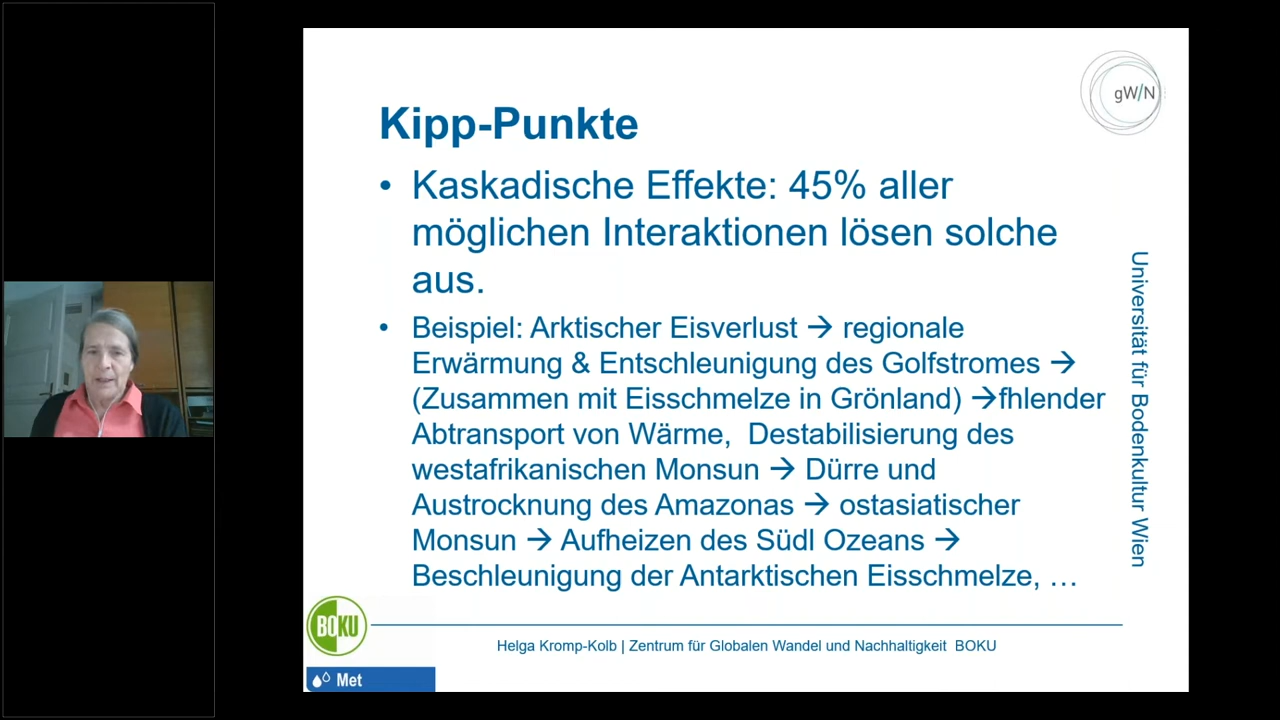 gW/N
Kipp-Punkte
• Kaskadische Effekte: 45% aller
möglichen Interaktionen lösen solche
aus.
• Beispiel: Arktischer Eisverlust → regionale
Erwärmung & Entschleunigung des Golfstromes →
(Zusammen mit Eisschmelze in Grönland) →fhlender
Abtransport von Wärme, Destabilisierung des
westafrikanischen Monsun → Dürre und
Austrocknung des Amazonas → ostasiatischer
Monsun → Aufheizen des Südl Ozeans →
Beschleunigung der Antarktischen Eisschmelze, …
Universität für Bodenkultur Wien
BOKU
Helga Kromp-Kolb | Zentrum für Globalen Wandel und Nachhaltigkeit BOKU
Met